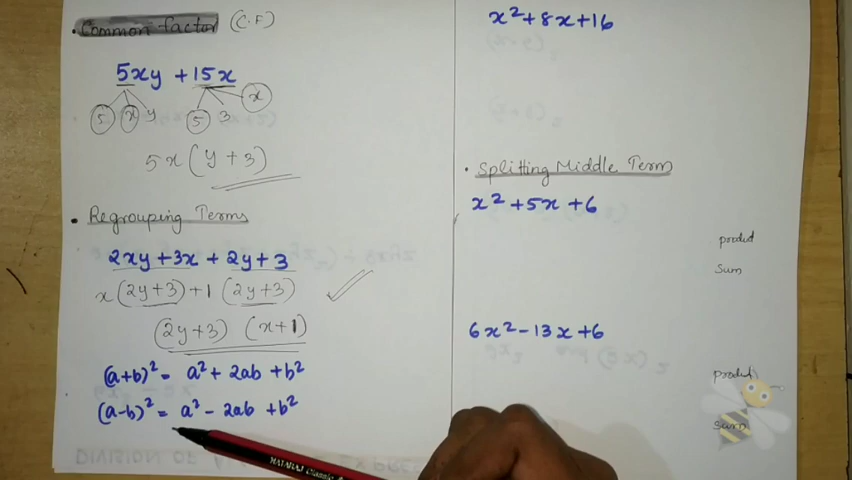 • Common factor (C.F)
5xy + 15x
5 x y 5 3 x
5x (y + 3)
• Regrouping Terms
2xy + 3x + 2y + 3
x (2y+3) + 1 (2y+3)
(2y+3) (x+1)
(a+b)² = a² + 2ab + b²
(a-b)² = a² - 2ab + b²
x² + 8x + 16
• Splitting Middle Term
x² + 5x + 6
product
Sum
6x² - 13x + 6
product
Sum